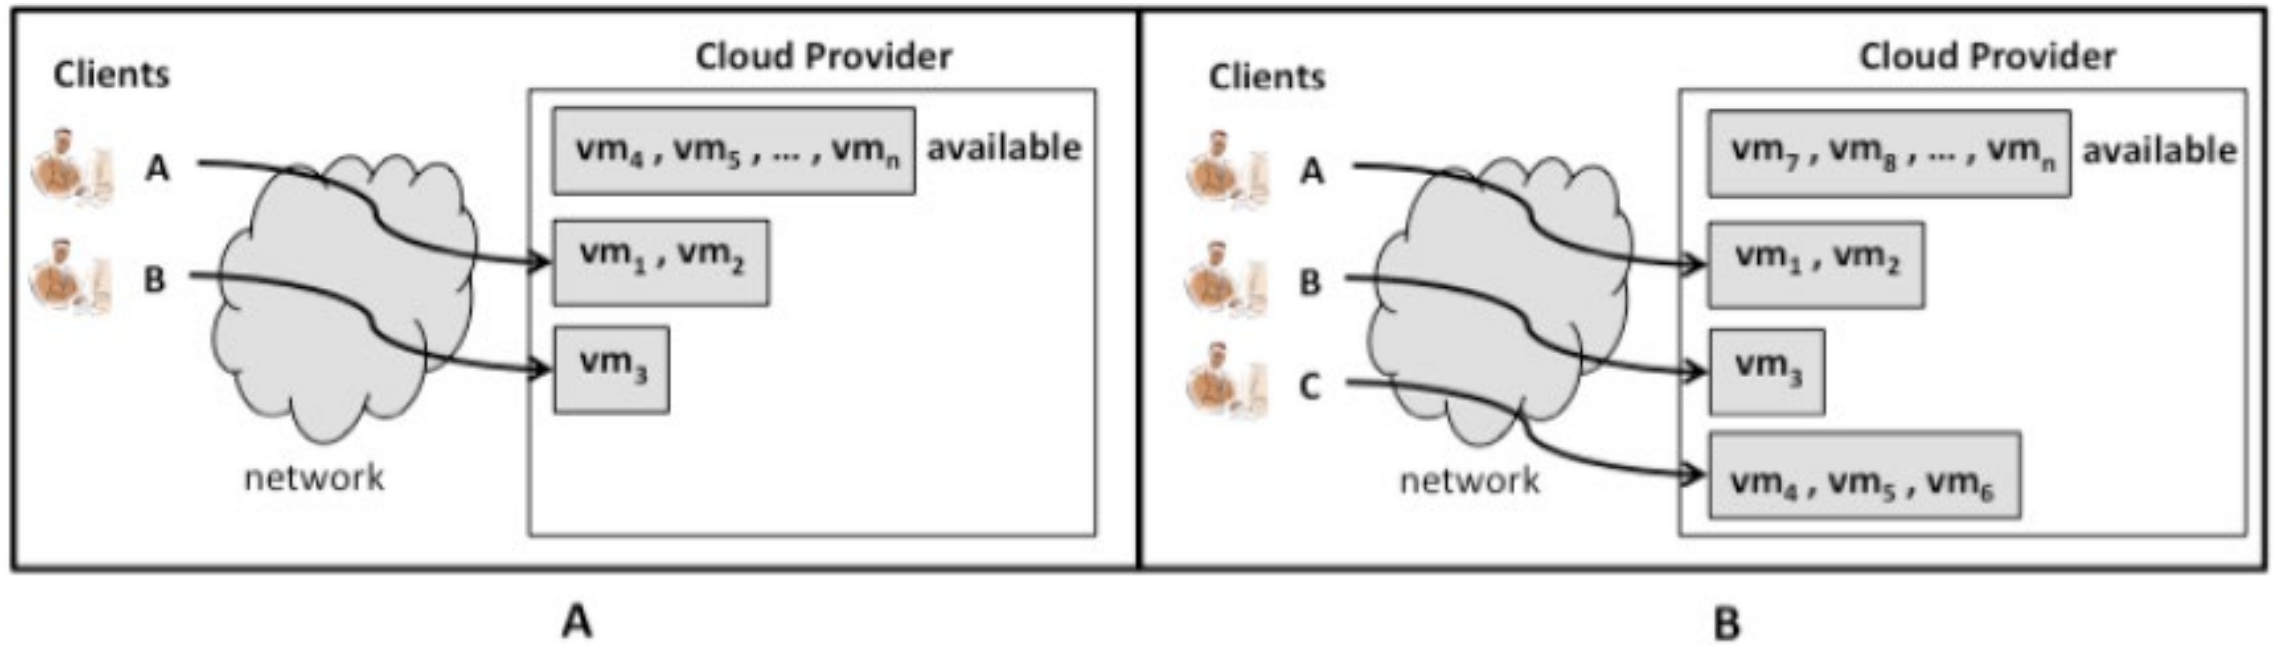 Clients
Cloud Provider
A
vm4 , vm5 , ... , vmn available
B
vm1 , vm2
vm3
network
Clients
Cloud Provider
A
vm7 , vm8 , ... , vmn available
B
vm1 , vm2
C
vm3
vm4 , vm5 , vm6
network
A
B